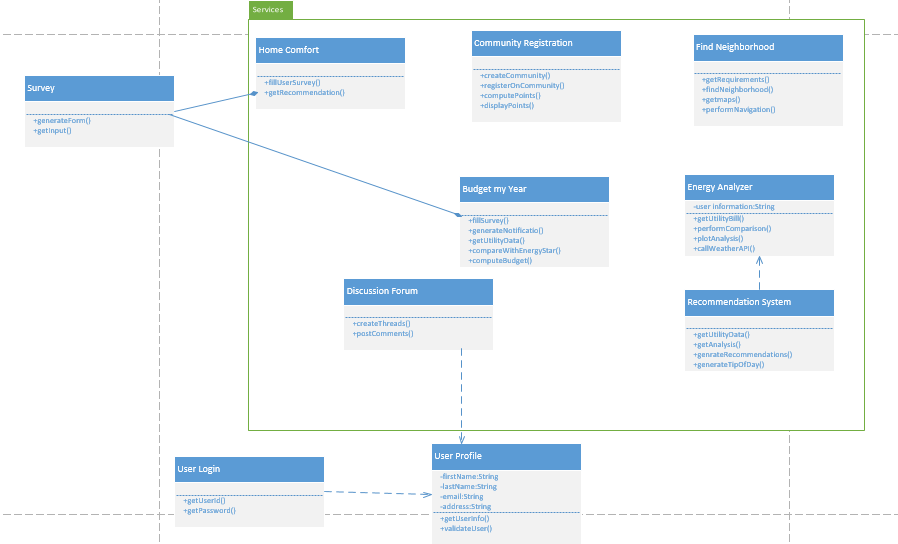 Services
Home Comfort
+fillUserSurvey()
+getRecommendation()
Community Registration
+createCommunity()
+registerOnCommunity()
+computePoints()
+displayPoints()
Find Neighborhood
+getRequirements()
+findNeighborhood()
+getmaps()
+performNavigation()
Survey
+generateForm()
+getInput()
Budget my Year
+fillSurvey()
+generateNotificatio()
+getUtilityData()
+compareWithEnergyStar()
+computeBudget()
Energy Analyzer
-user information:String
+getUtilityBill()
+performComparison()
+plotAnalysis()
+callWeatherAPI()
Discussion Forum
+createThreads()
+postComments()
Recommendation System
+getUtilityData()
+getAnalysis()
+genrateRecommendations()
+generateTipOfDay()
User Login
+getUserId()
+getPassword()
User Profile
-firstName:String
-lastName:String
-email:String
-address:String
+getUserInfo()
+validateUser()